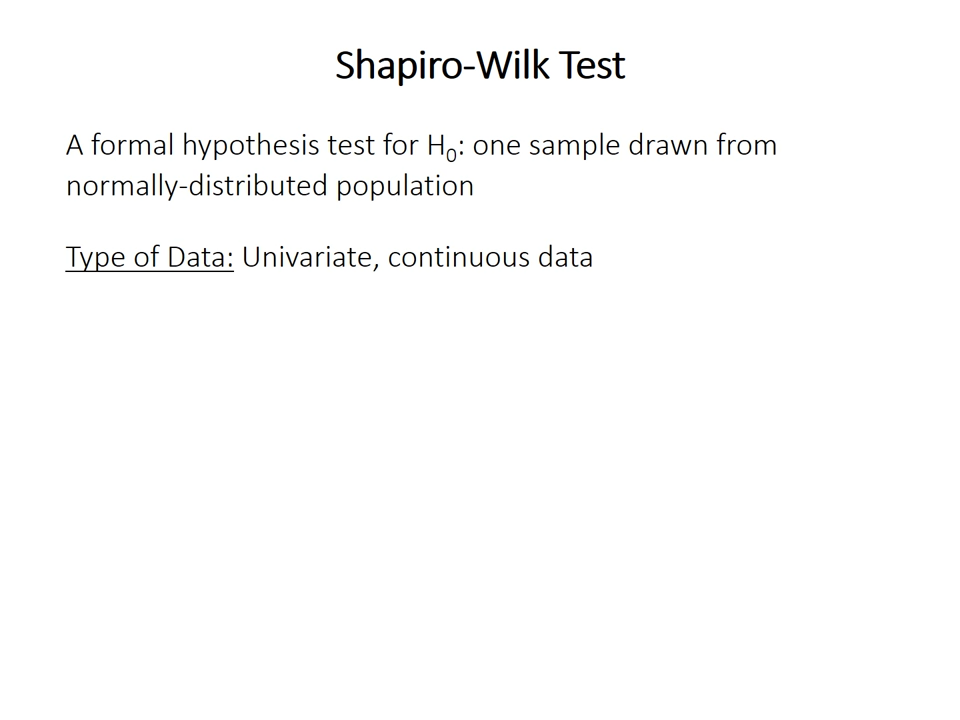 Shapiro-Wilk Test
A formal hypothesis test for H₀: one sample drawn from
normally-distributed population
Type of Data: Univariate, continuous data